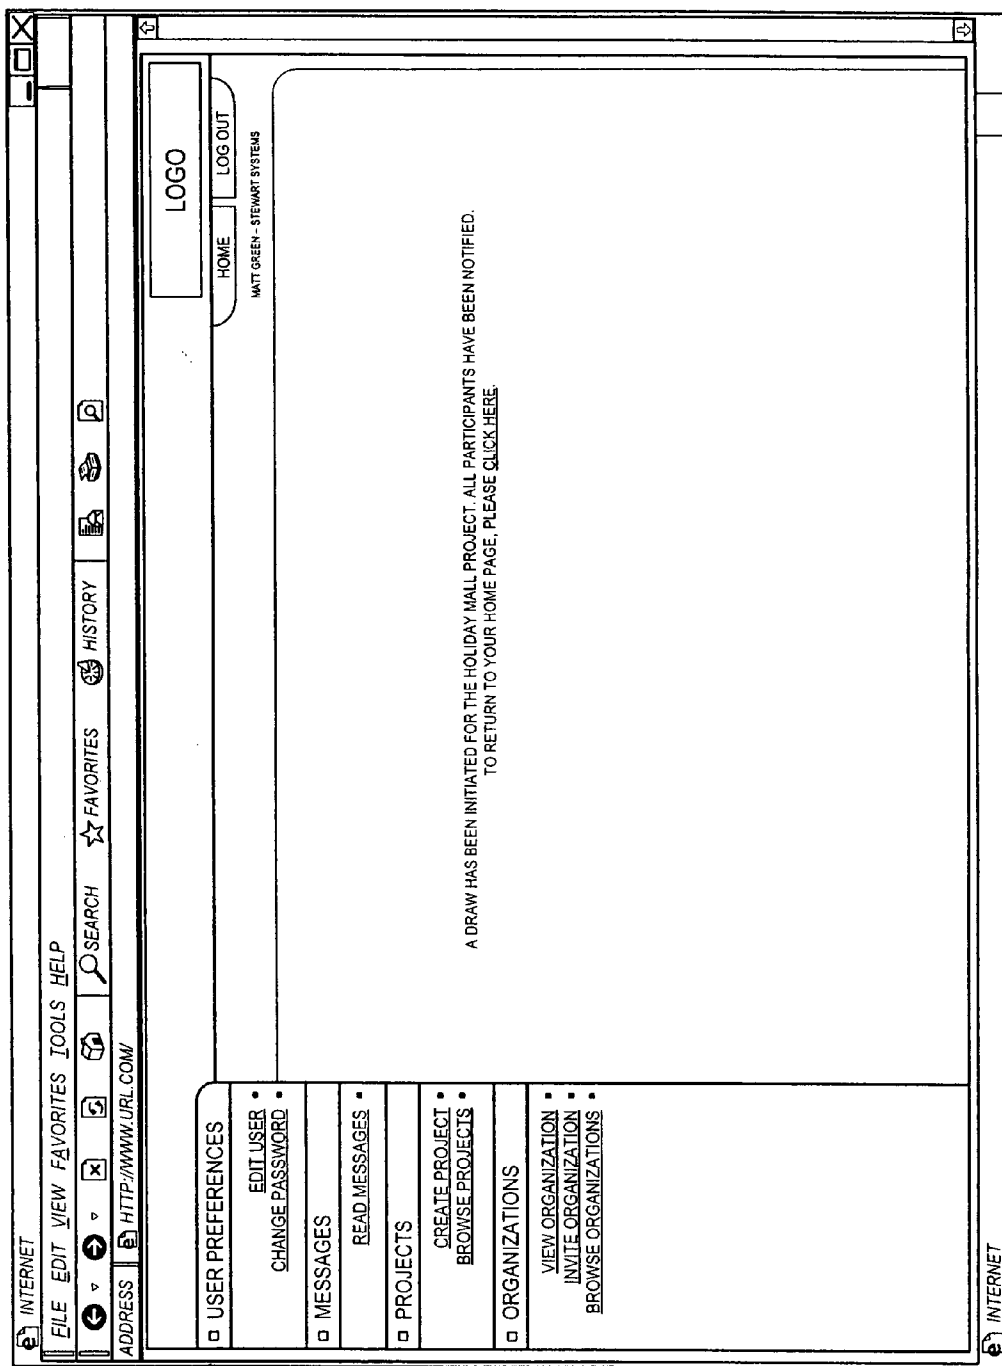 INTERNET
FILE EDIT VIEW FAVORITES TOOLS HELP
SEARCH FAVORITES HISTORY
ADDRESS HTTP://WWW.URL.COM/
LOGO
HOME LOG OUT
MATT GREEN – STEWART SYSTEMS
USER PREFERENCES
EDIT USER
CHANGE PASSWORD
MESSAGES
READ MESSAGES
PROJECTS
CREATE PROJECT
BROWSE PROJECTS
ORGANIZATIONS
VIEW ORGANIZATION
INVITE ORGANIZATION
BROWSE ORGANIZATIONS
A DRAW HAS BEEN INITIATED FOR THE HOLIDAY MALL PROJECT. ALL PARTICIPANTS HAVE BEEN NOTIFIED.
TO RETURN TO YOUR HOME PAGE, PLEASE CLICK HERE.
INTERNET